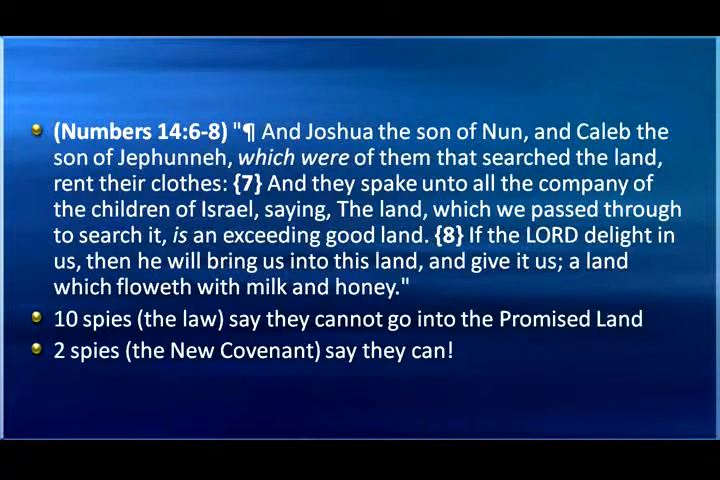 (Numbers 14:6-8) "¶ And Joshua the son of Nun, and Caleb the
son of Jephunneh, which were of them that searched the land,
rent their clothes: {7} And they spake unto all the company of
the children of Israel, saying, The land, which we passed through
to search it, is an exceeding good land. {8} If the LORD delight in
us, then he will bring us into this land, and give it us; a land
which floweth with milk and honey."
10 spies (the law) say they cannot go into the Promised Land
2 spies (the New Covenant) say they can!